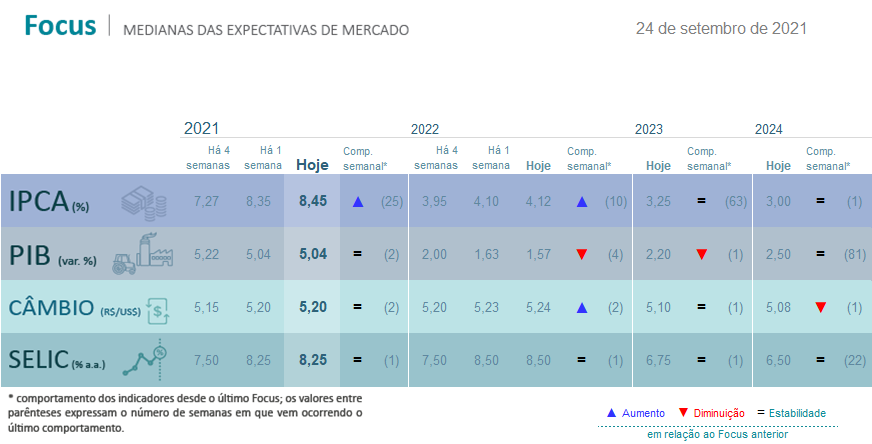 Focus | MEDIANAS DAS EXPECTATIVAS DE MERCADO 24 de setembro de 2021
2021 2022 2023 2024
Há 4 semanas Há 1 semana Hoje Comp. semanal* Há 4 semanas Há 1 semana Hoje Comp. semanal* Hoje Comp. semanal* Hoje Comp. semanal*
IPCA (%) 7,27 8,35 8,45 ▲ (25) 3,95 4,10 4,12 ▲ (10) 3,25 = (63) 3,00 = (1)
PIB (var. %) 5,22 5,04 5,04 = (2) 2,00 1,63 1,57 ▼ (4) 2,20 ▼ (1) 2,50 = (81)
CÂMBIO (R$/US$) $ 5,15 5,20 5,20 = (2) 5,20 5,23 5,24 ▲ (2) 5,10 = (1) 5,08 ▼ (1)
SELIC (% a.a.) % 7,50 8,25 8,25 = (1) 7,50 8,50 8,50 = (1) 6,75 = (1) 6,50 = (22)
* comportamento dos indicadores desde o último Focus; os valores entre
parênteses expressam o número de semanas em que vem ocorrendo o
último comportamento.
▲ Aumento ▼ Diminuição = Estabilidade
em relação ao Focus anterior